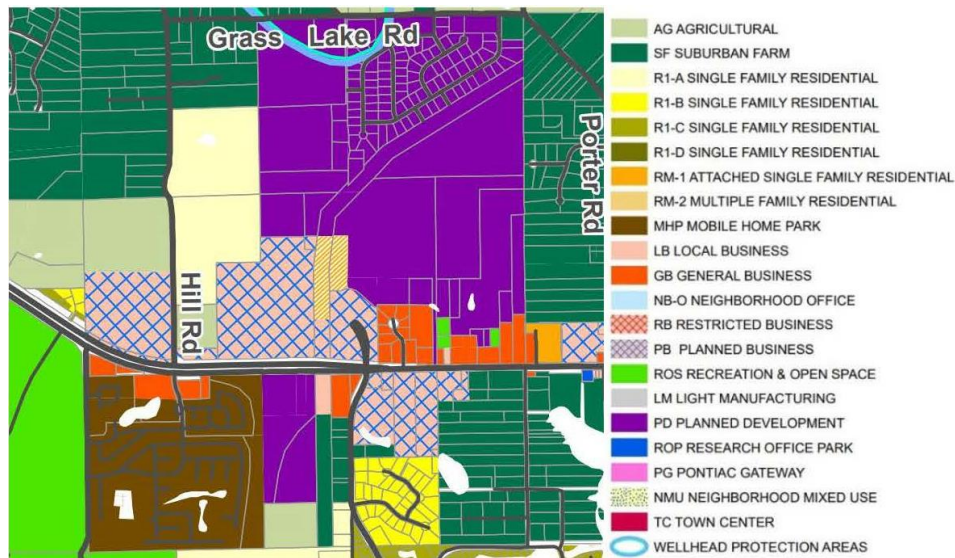 Grass Lake Rd
Porter Rd
Hill Rd
AG AGRICULTURAL
SF SUBURBAN FARM
R1-A SINGLE FAMILY RESIDENTIAL
R1-B SINGLE FAMILY RESIDENTIAL
R1-C SINGLE FAMILY RESIDENTIAL
R1-D SINGLE FAMILY RESIDENTIAL
RM-1 ATTACHED SINGLE FAMILY RESIDENTIAL
RM-2 MULTIPLE FAMILY RESIDENTIAL
MHP MOBILE HOME PARK
LB LOCAL BUSINESS
GB GENERAL BUSINESS
NB-O NEIGHBORHOOD OFFICE
RB RESTRICTED BUSINESS
PB PLANNED BUSINESS
ROS RECREATION & OPEN SPACE
LM LIGHT MANUFACTURING
PD PLANNED DEVELOPMENT
ROP RESEARCH OFFICE PARK
PG PONTIAC GATEWAY
NMU NEIGHBORHOOD MIXED USE
TC TOWN CENTER
WELLHEAD PROTECTION AREAS